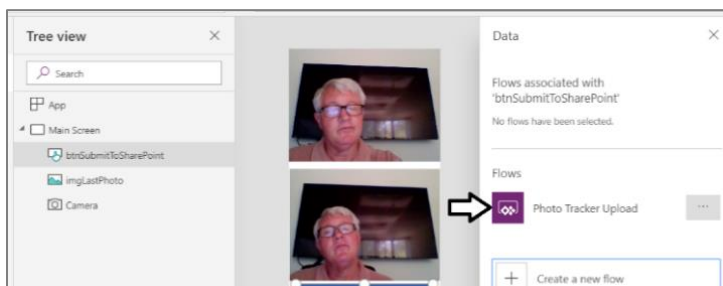 Tree view
Search
App
Main Screen
btnSubmitToSharePoint
imgLastPhoto
Camera
Data
Flows associated with
'btnSubmitToSharePoint'
No flows have been selected.
Flows
Photo Tracker Upload
Create a new flow